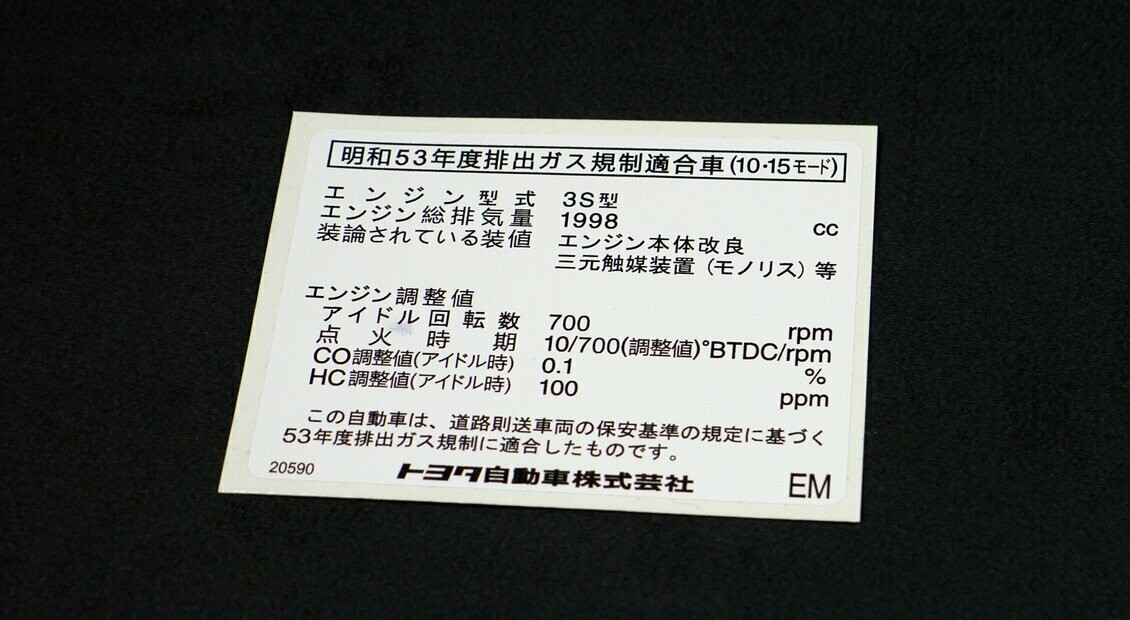 明和53年度排出ガス規制適合車(10・15モード)
エンジン型式 3S型
エンジン総排気量 1998 cc
装論されている装値 エンジン本体改良
三元触媒装置(モノリス)等
エンジン調整値
アイドル回転数 700 rpm
点火時期 10/700(調整値)°BTDC/rpm
CO調整値(アイドル時) 0.1 %
HC調整値(アイドル時) 100 ppm
この自動車は、道路則送車両の保安基準の規定に基づく
53年度排出ガス規制に適合したものです。
20590 トヨタ自動車株式芸社 EM